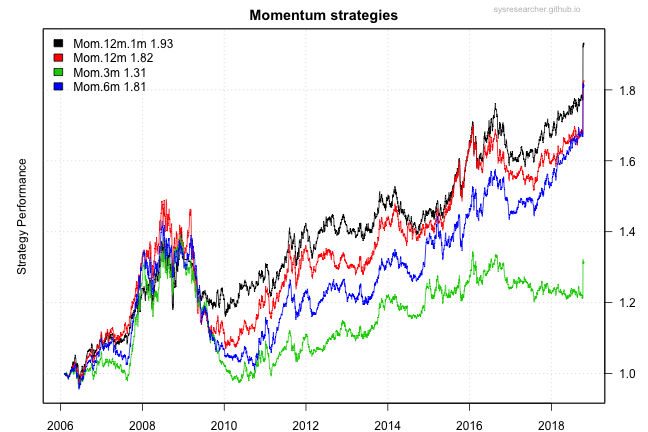 sysresearcher.github.io
Momentum strategies
Mom.12m.1m 1.93
Mom.12m 1.82
Mom.3m 1.31
Mom.6m 1.81
Strategy Performance
1.8
1.6
1.4
1.2
1.0
2006 2008 2010 2012 2014 2016 2018